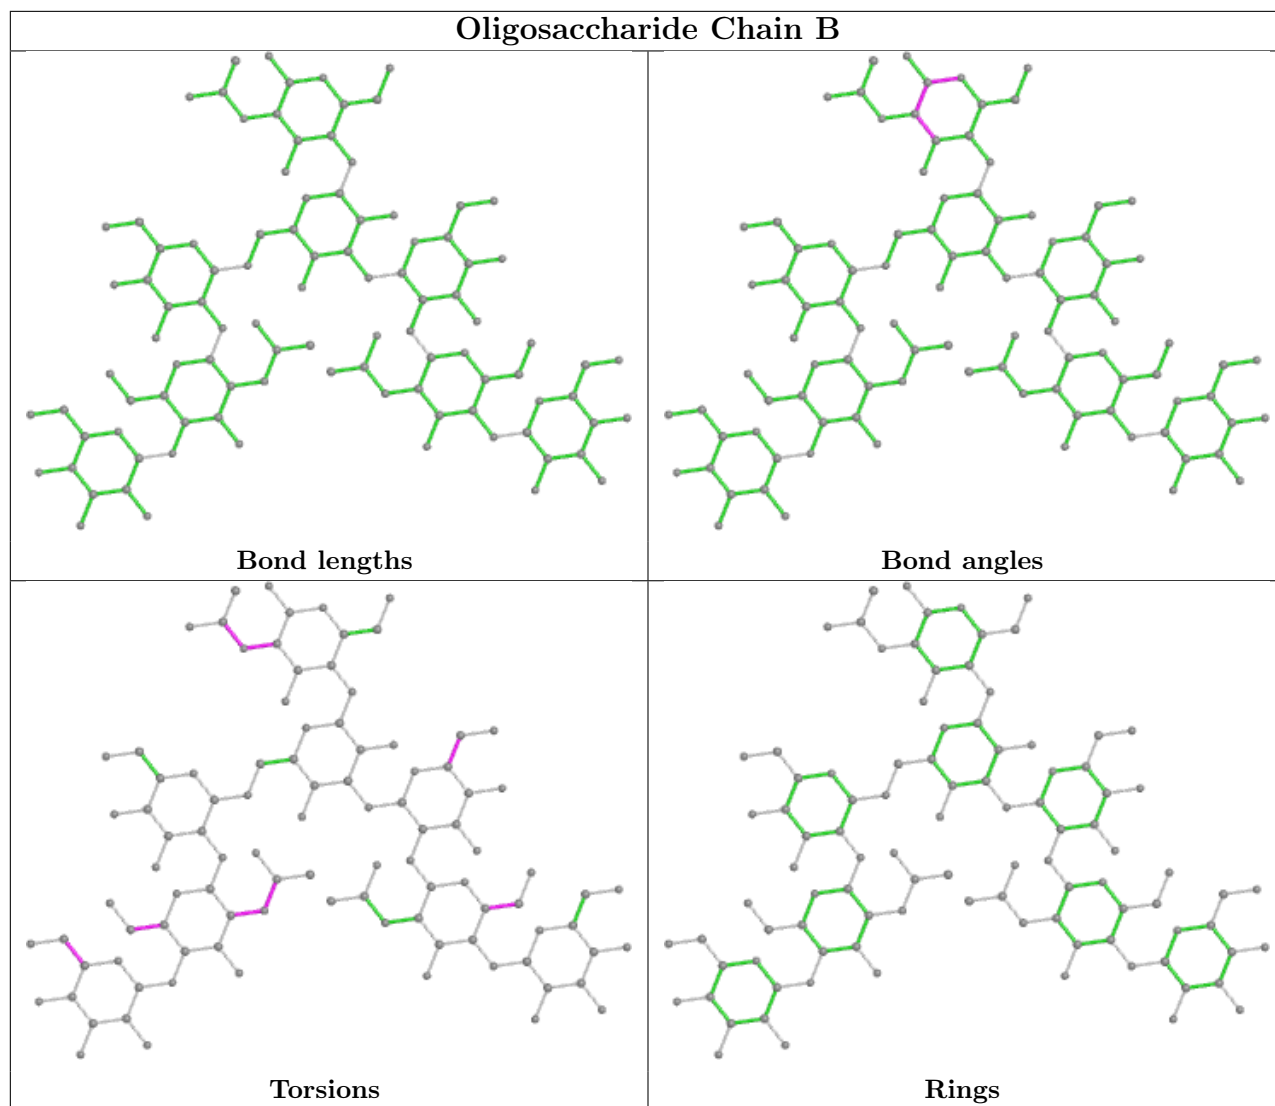 Oligosaccharide Chain B
Bond lengths
Bond angles
Torsions
Rings